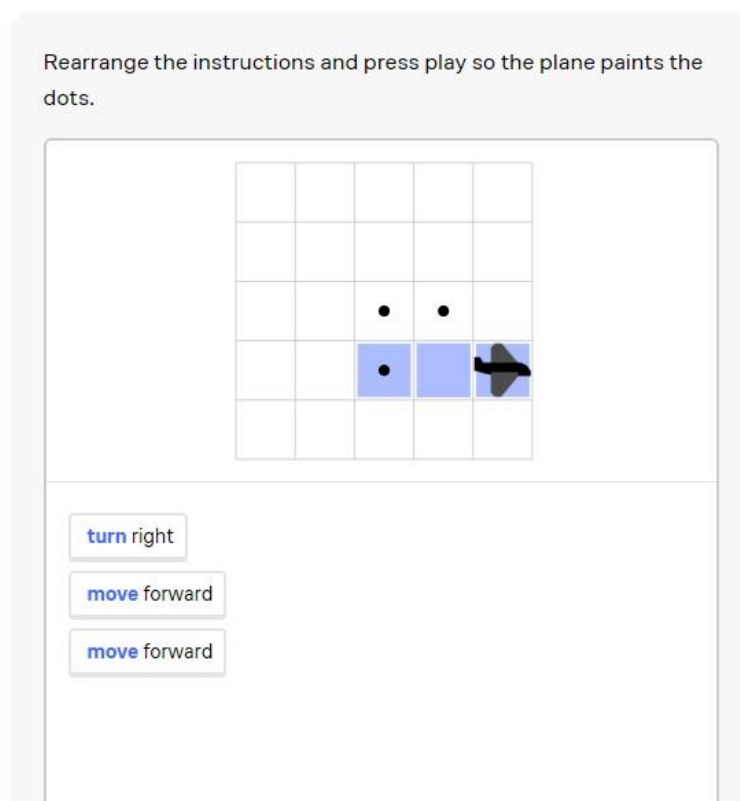 Rearrange the instructions and press play so the plane paints the
dots.
turn right
move forward
move forward